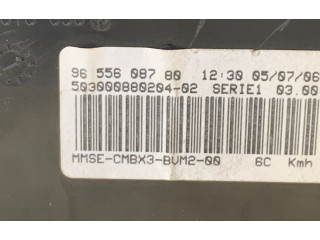 96 556 087 80 12:30 05/07/06
503000880204-02 SERIE1 03.00
MMSE-CMBX3-BVM2-00 6C Kmh